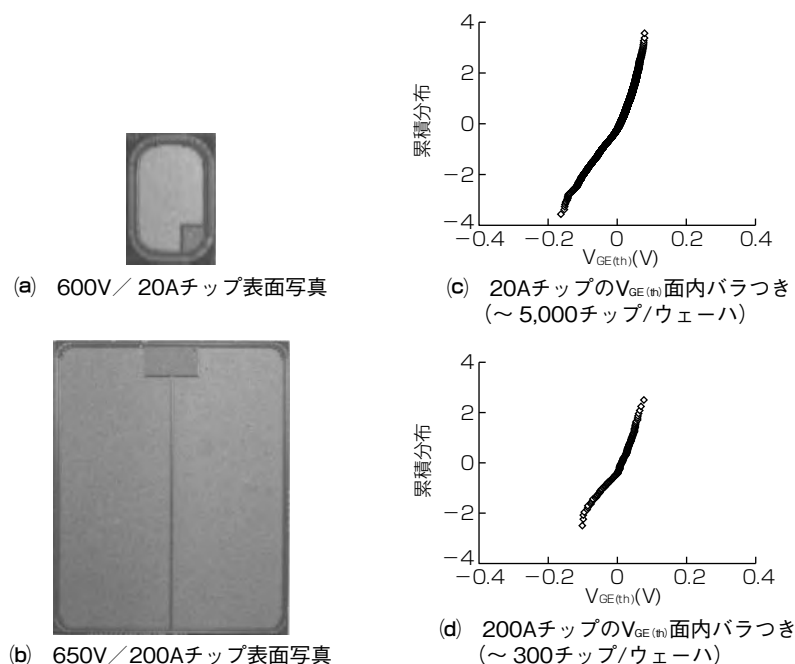 (a) 600V／20Aチップ表面写真
(b) 650V／200Aチップ表面写真
4
2
0
−2
−4
累積分布
−0.4 −0.2 0 0.2 0.4
VGE(th)(V)
(c) 20AチップのVGE(th)面内バラつき
（～5,000チップ/ウェーハ）
4
2
0
−2
−4
累積分布
−0.4 −0.2 0 0.2 0.4
VGE(th)(V)
(d) 200AチップのVGE(th)面内バラつき
（～300チップ/ウェーハ）